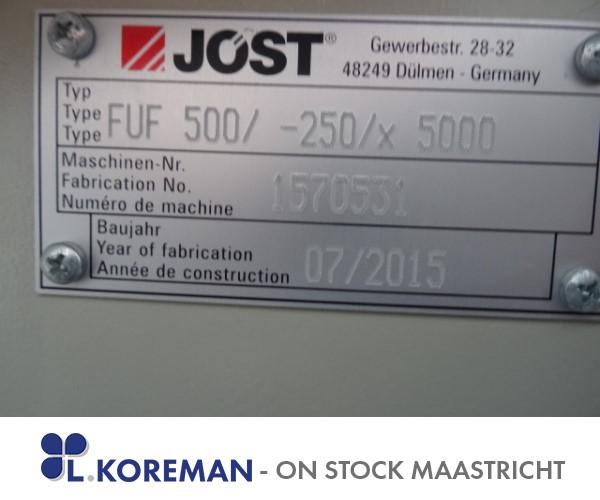 JÖST®
Gewerbestr. 28-32
48249 Dülmen - Germany
Typ
Type
Type
FUF 500/ -250/x 5000
Maschinen-Nr.
Fabrication No.
Numéro de machine
1570531
Baujahr
Year of fabrication
Année de construction
07/2015
L.KOREMAN - ON STOCK MAASTRICHT